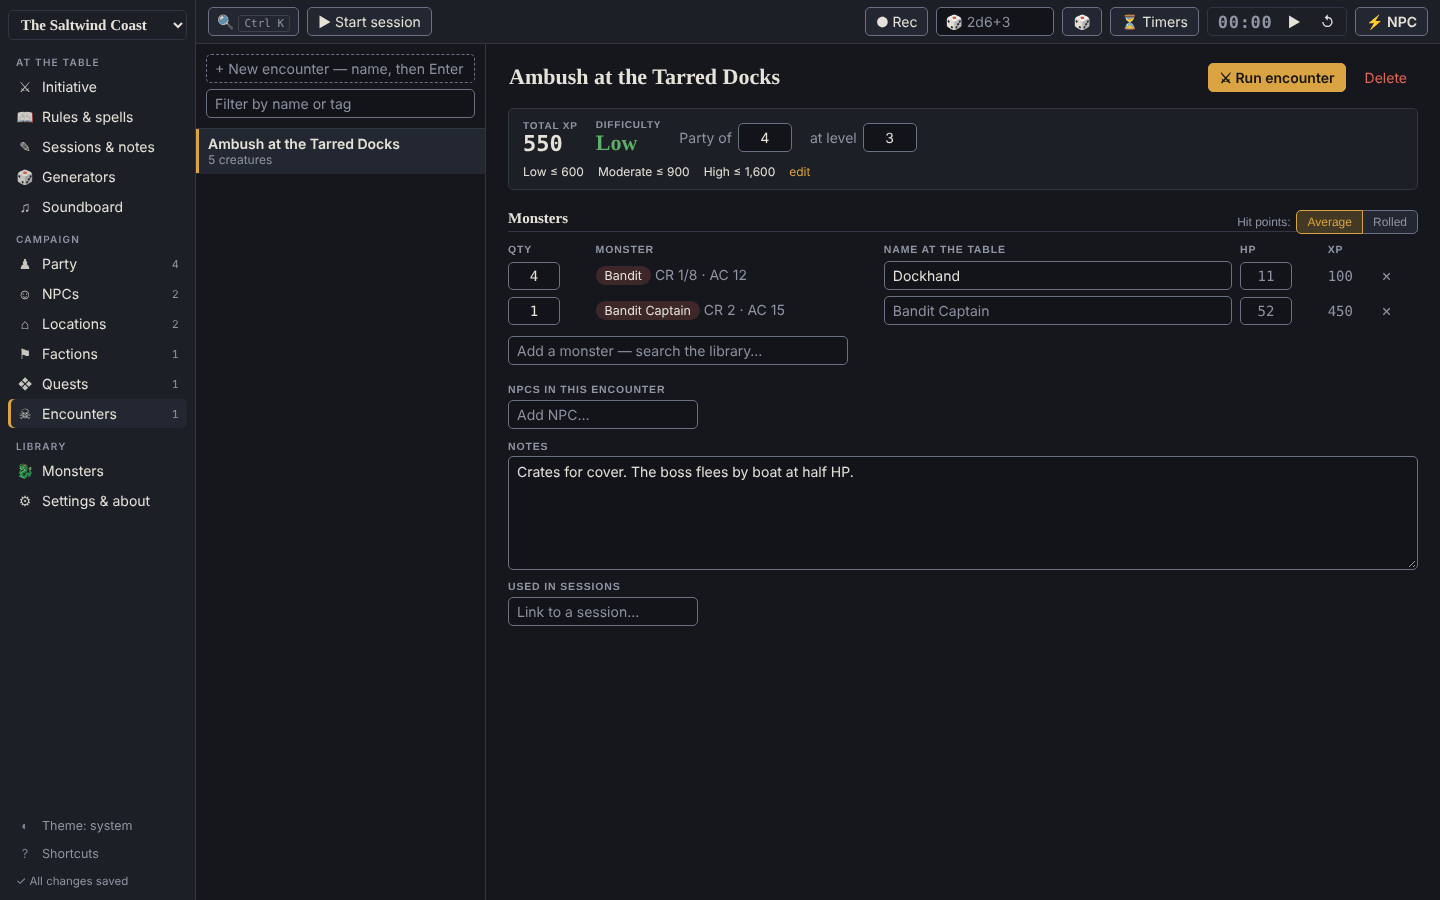 The Saltwind Coast
AT THE TABLE
Initiative
Rules & spells
Sessions & notes
Generators
Soundboard
CAMPAIGN
Party 4
NPCs 2
Locations 2
Factions 1
Quests 1
Encounters 1
LIBRARY
Monsters
Settings & about
Theme: system
? Shortcuts
✓ All changes saved
Ctrl K
▶ Start session
● Rec
2d6+3
Timers
00:00
NPC
+ New encounter — name, then Enter
Filter by name or tag
Ambush at the Tarred Docks
5 creatures
Ambush at the Tarred Docks
Run encounter
Delete
TOTAL XP
550
DIFFICULTY
Low
Party of 4 at level 3
Low ≤ 600 Moderate ≤ 900 High ≤ 1,600 edit
Monsters
Hit points: Average Rolled
QTY MONSTER NAME AT THE TABLE HP XP
4 Bandit CR 1/8 · AC 12 Dockhand 11 100 ×
1 Bandit Captain CR 2 · AC 15 Bandit Captain 52 450 ×
Add a monster — search the library...
NPCS IN THIS ENCOUNTER
Add NPC...
NOTES
Crates for cover. The boss flees by boat at half HP.
USED IN SESSIONS
Link to a session...